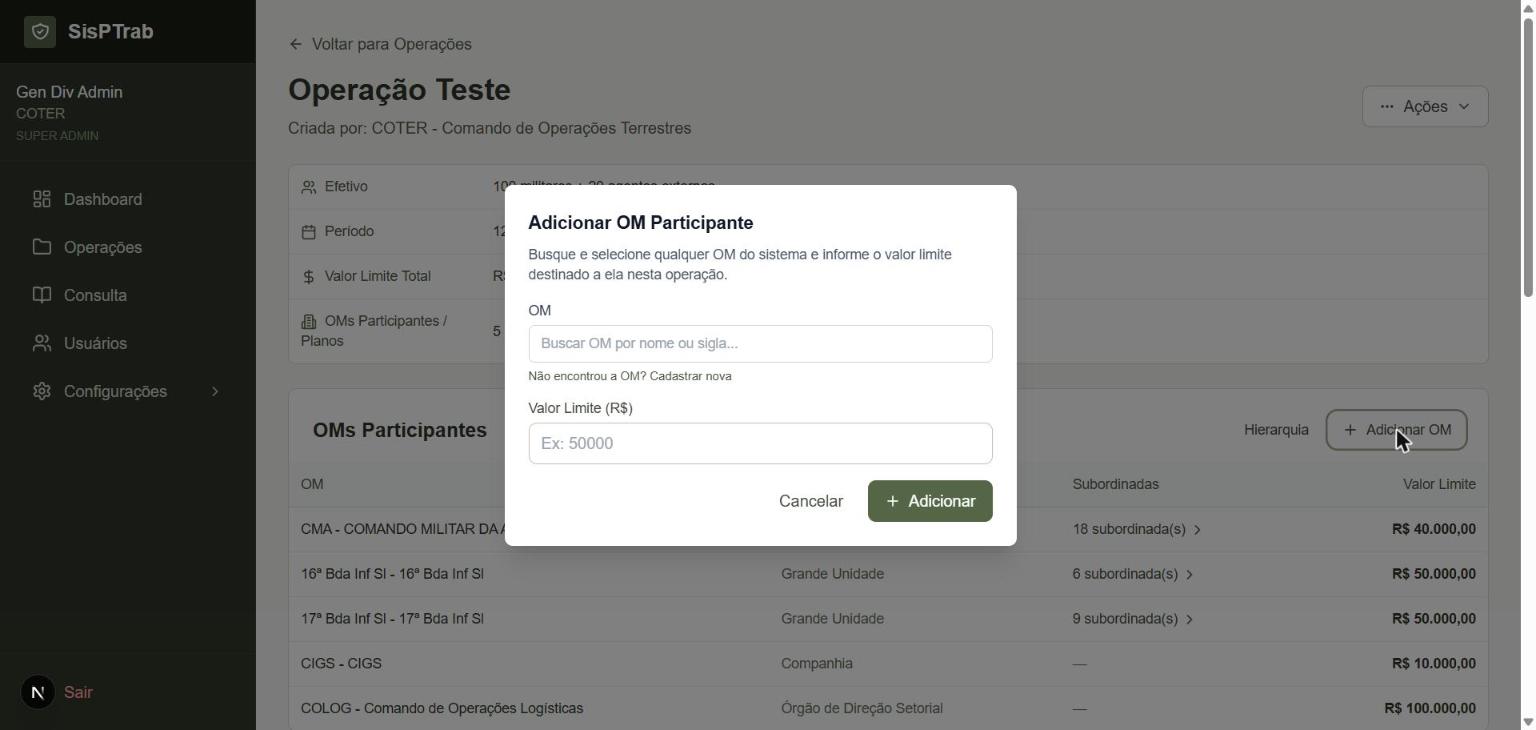 SisPTrab
Gen Div Admin
COTER
SUPER ADMIN
Dashboard
Operações
Consulta
Usuários
Configurações
N
Sair
Voltar para Operações
Operação Teste
Criada por: COTER - Comando de Operações Terrestres
Ações
Efetivo
Período
Valor Limite Total
OMs Participantes /
Planos
5
Adicionar OM Participante
Busque e selecione qualquer OM do sistema e informe o valor limite
destinado a ela nesta operação.
OM
Buscar OM por nome ou sigla...
Não encontrou a OM? Cadastrar nova
Valor Limite (R$)
Ex: 50000
Cancelar
+ Adicionar
OMs Participantes
Hierarquia
+ Adicionar OM
OM Subordinadas Valor Limite
CMA - COMANDO MILITAR DA 18 subordinada(s) R$ 40.000,00
16ª Bda Inf Sl - 16ª Bda Inf Sl Grande Unidade 6 subordinada(s) R$ 50.000,00
17ª Bda Inf Sl - 17ª Bda Inf Sl Grande Unidade 9 subordinada(s) R$ 50.000,00
CIGS - CIGS Companhia — R$ 10.000,00
COLOG - Comando de Operações Logísticas Órgão de Direção Setorial — R$ 100.000,00